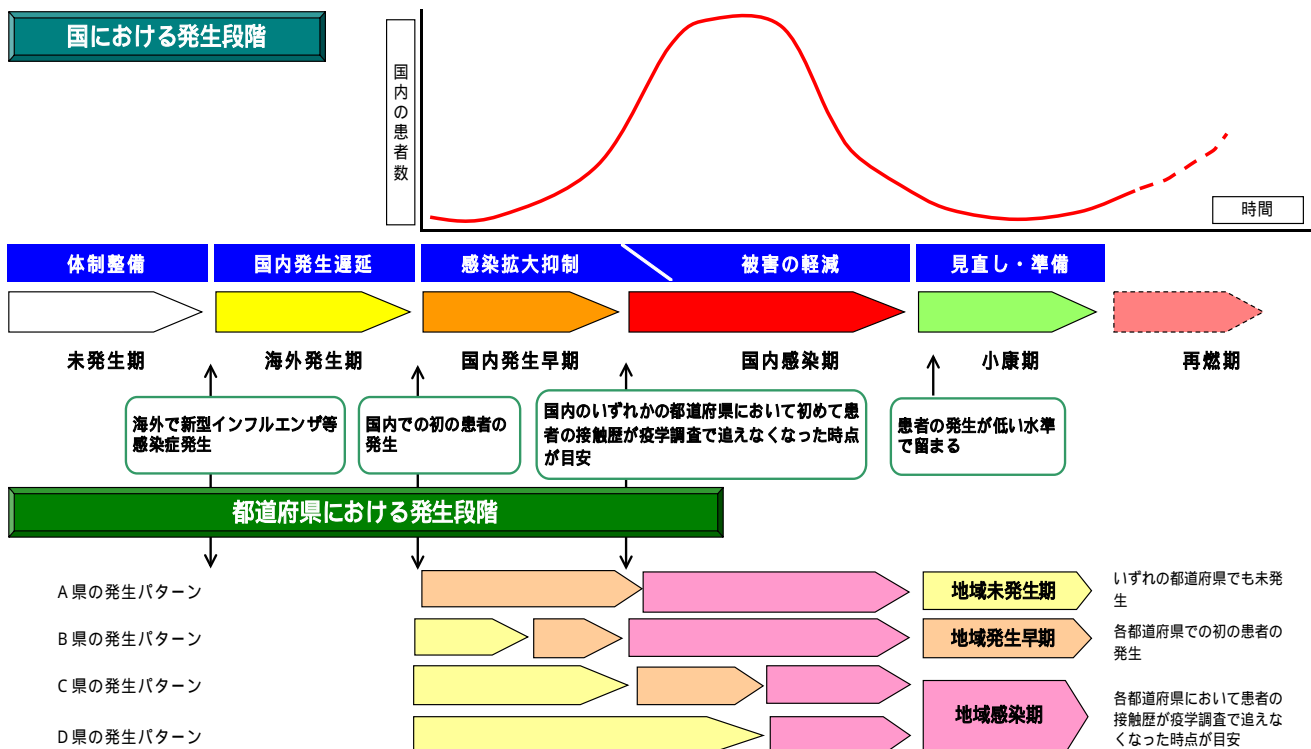 国における発生段階
国内の患者数
時間
体制整備
国内発生遅延
感染拡大抑制
被害の軽減
見直し・準備
未発生期
海外発生期
国内発生早期
国内感染期
小康期
再燃期
海外で新型インフルエンザ等
感染症発生
国内での初の患者の
発生
国内のいずれかの都道府県において初めて患
者の接触歴が疫学調査で追えなくなった時点
が目安
患者の発生が低い水準
で留まる
都道府県における発生段階
A県の発生パターン
地域未発生期
いずれの都道府県でも未発
生
B県の発生パターン
地域発生早期
各都道府県での初の患者の
発生
C県の発生パターン
地域感染期
各都道府県において患者の
接触歴が疫学調査で追えな
くなった時点が目安
D県の発生パターン